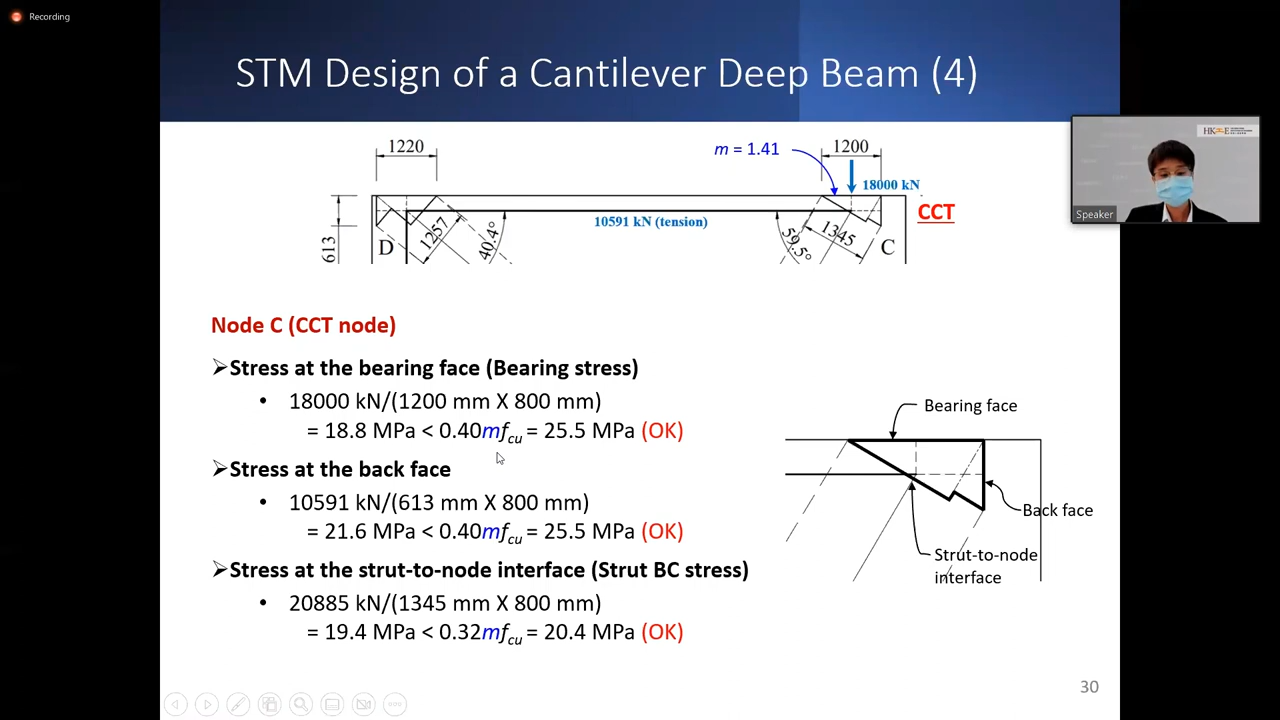 Recording
STM Design of a Cantilever Deep Beam (4)
1220
m = 1.41
1200
18000 kN
CCT
10591 kN (tension)
613
D
1257
40.4°
59.5°
1345
C
HK
Speaker
Node C (CCT node)
➢Stress at the bearing face (Bearing stress)
• 18000 kN/(1200 mm X 800 mm)
= 18.8 MPa < 0.40mfcu = 25.5 MPa (OK)
➢Stress at the back face
• 10591 kN/(613 mm X 800 mm)
= 21.6 MPa < 0.40mfcu = 25.5 MPa (OK)
➢Stress at the strut-to-node interface (Strut BC stress)
• 20885 kN/(1345 mm X 800 mm)
= 19.4 MPa < 0.32mfcu = 20.4 MPa (OK)
Bearing face
Back face
Strut-to-node
interface
30